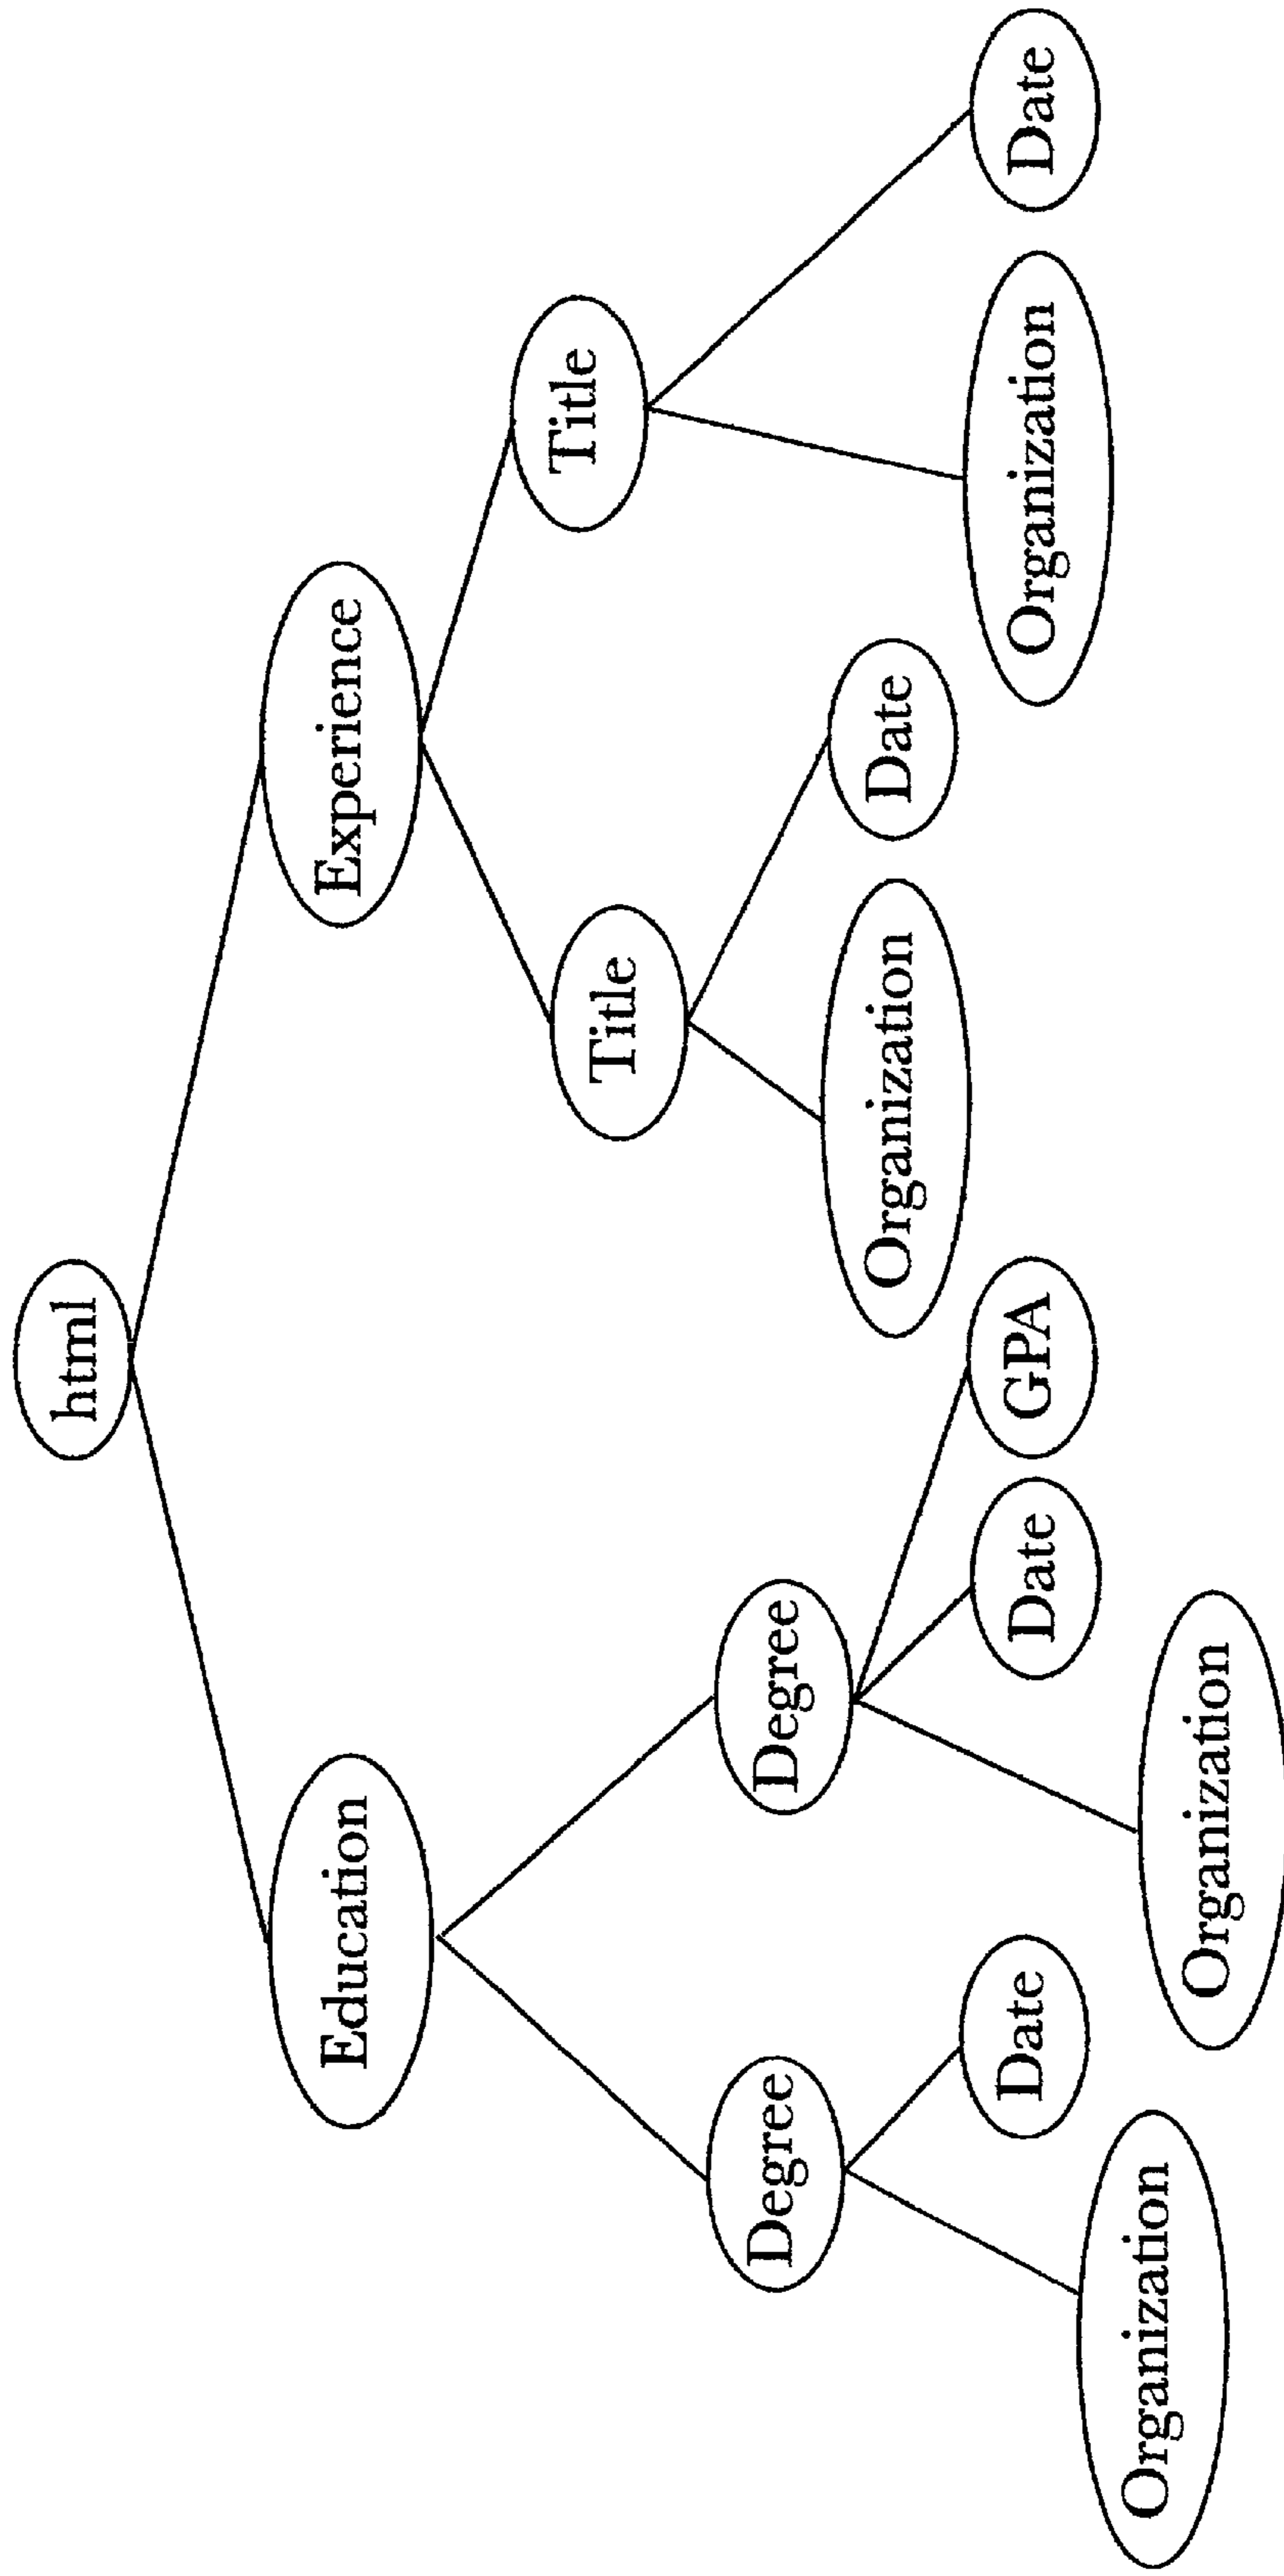 html
Education
Experience
Degree
Degree
Title
Title
Organization
Date
Organization
Date
GPA
Organization
Date
Organization
Date